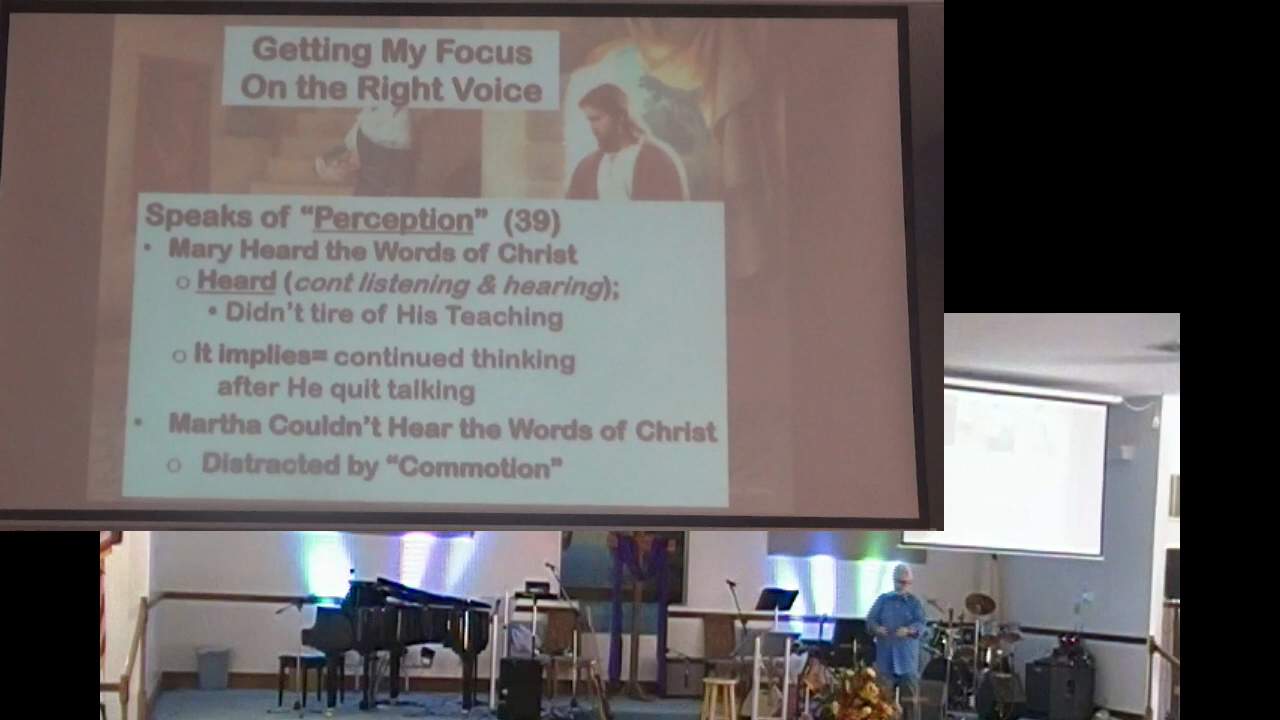 Getting My Focus
On the Right Voice
Speaks of “Perception” (39)
• Mary Heard the Words of Christ
o Heard (cont listening & hearing);
• Didn’t tire of His Teaching
o It implies= continued thinking
after He quit talking
• Martha Couldn’t Hear the Words of Christ
o Distracted by “Commotion”